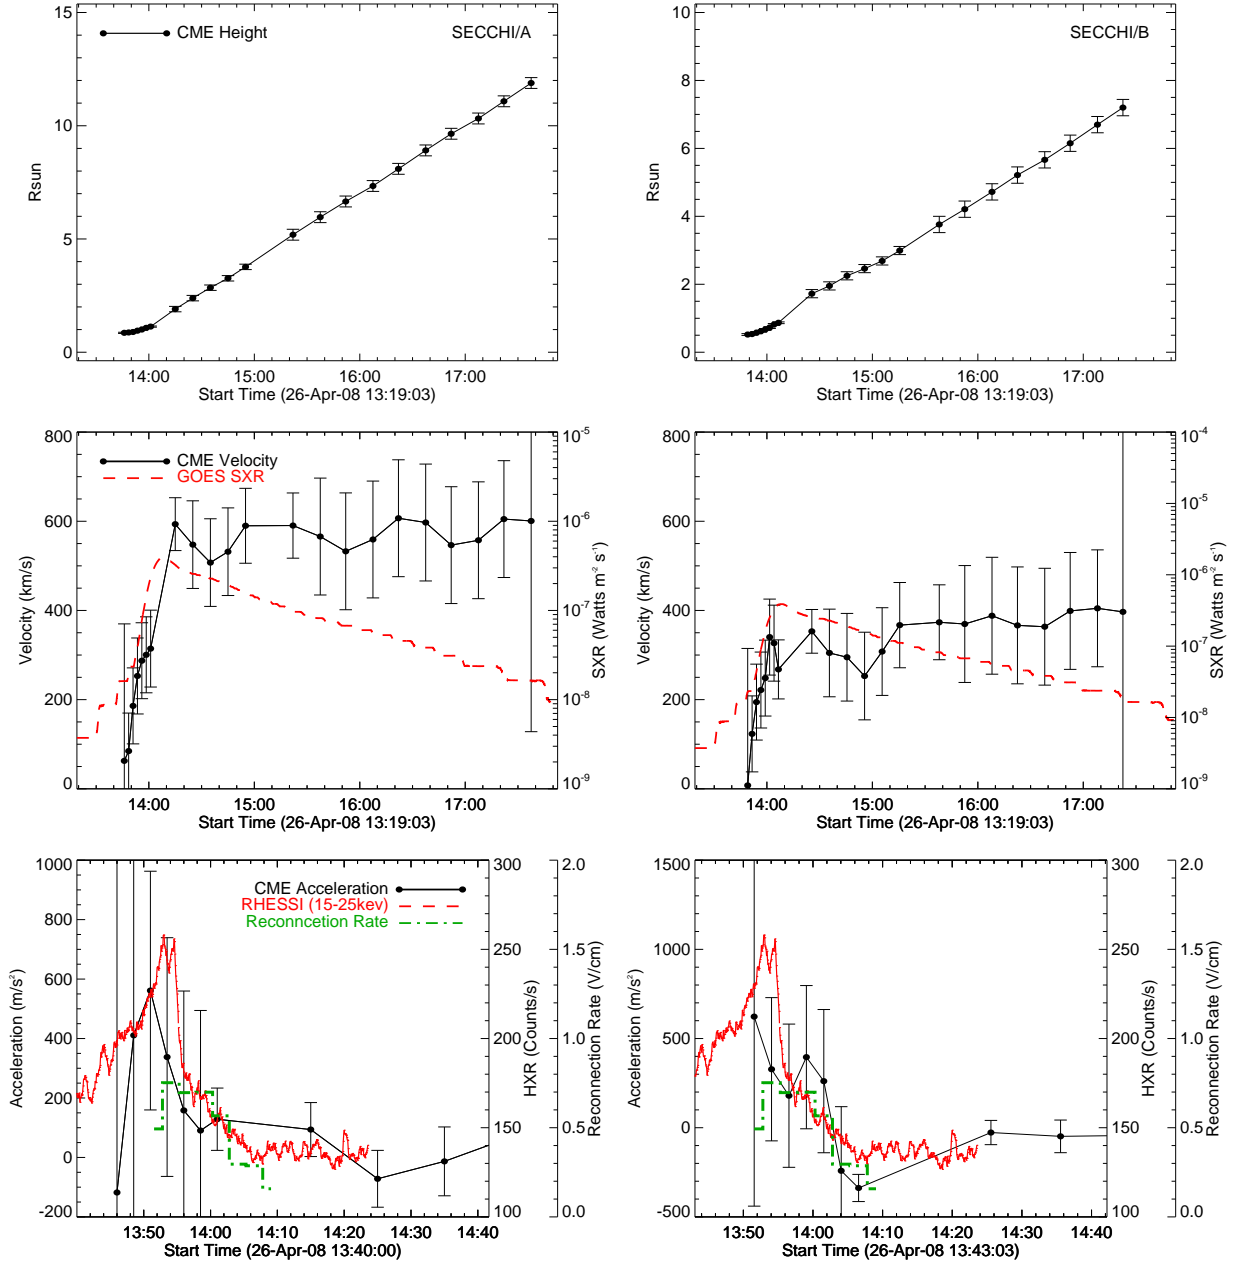 15
10
5
0
Rsun
CME Height
SECCHI/A
14:00 15:00 16:00 17:00
Start Time (26-Apr-08 13:19:03)
10
8
6
4
2
0
Rsun
SECCHI/B
14:00 15:00 16:00 17:00
Start Time (26-Apr-08 13:19:03)
800
600
400
200
0
Velocity (km/s)
CME Velocity
GOES SXR
10^-5
10^-6
10^-7
10^-8
10^-9
SXR (Watts m^-2 s^-1)
14:00 15:00 16:00 17:00
Start Time (26-Apr-08 13:19:03)
800
600
400
200
0
Velocity (km/s)
10^-4
10^-5
10^-6
10^-7
10^-8
10^-9
SXR (Watts m^-2 s^-1)
14:00 15:00 16:00 17:00
Start Time (26-Apr-08 13:19:03)
1000
800
600
400
200
0
-200
Acceleration (m/s²)
CME Acceleration
RHESSI (15-25kev)
Reconncetion Rate
300
250
200
150
100
HXR (Counts/s)
2.0
1.5
1.0
0.5
0.0
Reconnection Rate (V/cm)
13:50 14:00 14:10 14:20 14:30 14:40
Start Time (26-Apr-08 13:40:00)
1500
1000
500
0
-500
Acceleration (m/s²)
300
250
200
150
100
HXR (Counts/s)
2.0
1.5
1.0
0.5
0.0
Reconnection Rate (V/cm)
13:50 14:00 14:10 14:20 14:30 14:40
Start Time (26-Apr-08 13:43:03)